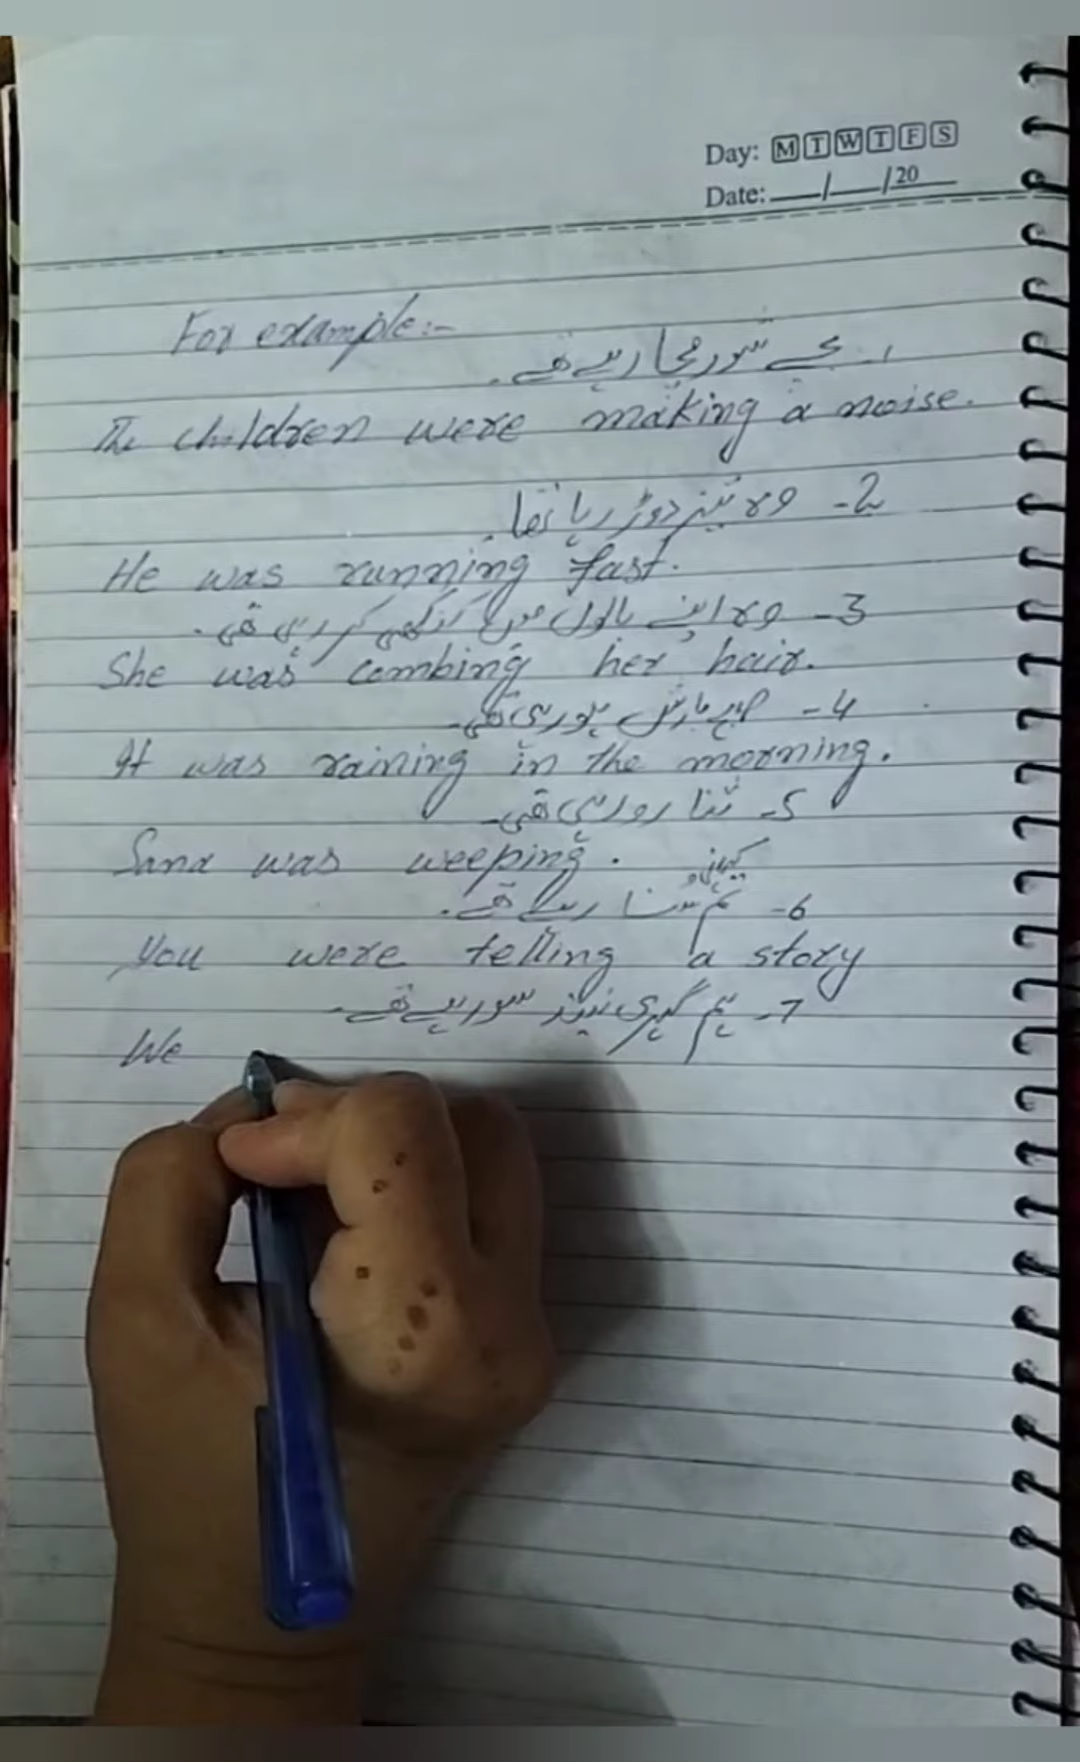 Day: M T W T F S
Date: __/__/20__
For example:-
1- بچے شور مچا رہے تھے۔
The children were making a noise.
2- وہ تیز دوڑ رہا تھا۔
He was running fast.
3- وہ اپنے بالوں میں کنگھی کر رہی تھی۔
She was combing her hair.
4- صبح بارش ہو رہی تھی۔
It was raining in the morning.
5- ثنا رو رہی تھی۔
Sana was weeping.
کہانی
6- تم سنا رہے تھے۔
You were telling a story
7- ہم گہری نیند سو رہے تھے۔
We